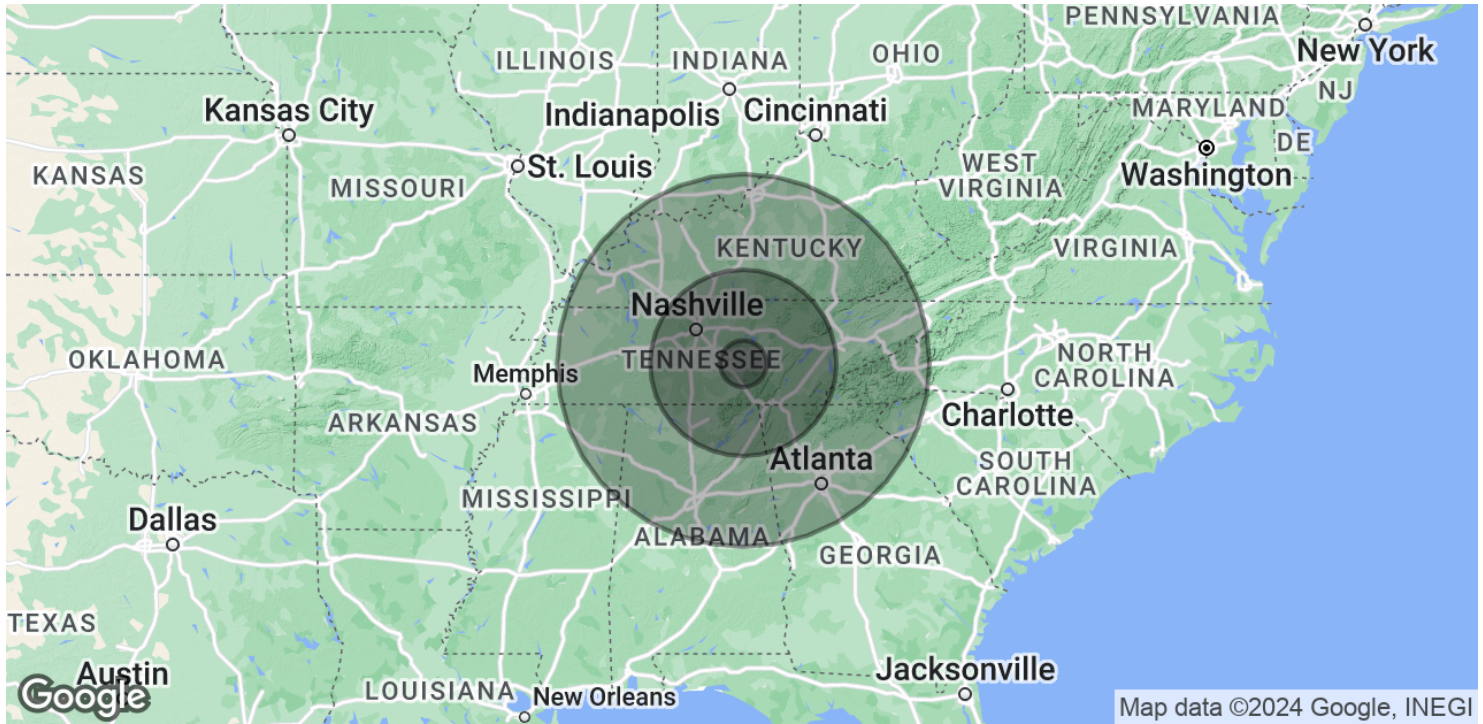 PENNSYLVANIA
New York
ILLINOIS
INDIANA
OHIO
NJ
Kansas City
Indianapolis
Cincinnati
MARYLAND
DE
St. Louis
WEST
VIRGINIA
Washington
KANSAS
MISSOURI
KENTUCKY
VIRGINIA
Nashville
OKLAHOMA
TENNESSEE
NORTH
CAROLINA
Memphis
ARKANSAS
Charlotte
Atlanta
SOUTH
CAROLINA
MISSISSIPPI
Dallas
ALABAMA
GEORGIA
TEXAS
Austin
Jacksonville
LOUISIANA
New Orleans
Google
Map data ©2024 Google, INEGI